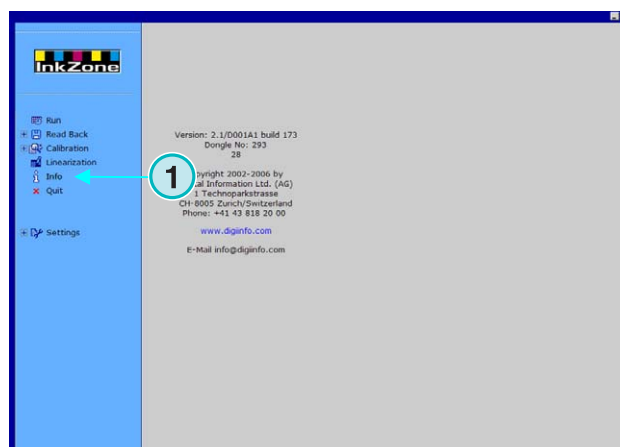 InkZone
Run
Read Back
Calibration
Linearization
Info
Quit
Settings
1
Version: 2.1/D001A1 build 173
Dongle No: 293
28
pyright 2002-2006 by
al Information Ltd. (AG)
1 Technoparkstrasse
CH-8005 Zurich/Switzerland
Phone: +41 43 818 20 00
www.digiinfo.com
E-Mail info@digiinfo.com